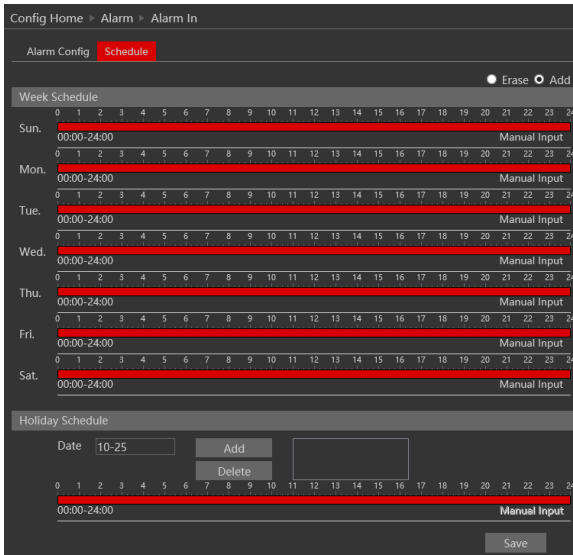 Config Home ▸ Alarm ▸ Alarm In
Alarm Config Schedule
Erase Add
Week Schedule
0 1 2 3 4 5 6 7 8 9 10 11 12 13 14 15 16 17 18 19 20 21 22 23 24
Sun.
00:00-24:00 Manual Input
0 1 2 3 4 5 6 7 8 9 10 11 12 13 14 15 16 17 18 19 20 21 22 23 24
Mon.
00:00-24:00 Manual Input
0 1 2 3 4 5 6 7 8 9 10 11 12 13 14 15 16 17 18 19 20 21 22 23 24
Tue.
00:00-24:00 Manual Input
0 1 2 3 4 5 6 7 8 9 10 11 12 13 14 15 16 17 18 19 20 21 22 23 24
Wed.
00:00-24:00 Manual Input
0 1 2 3 4 5 6 7 8 9 10 11 12 13 14 15 16 17 18 19 20 21 22 23 24
Thu.
00:00-24:00 Manual Input
0 1 2 3 4 5 6 7 8 9 10 11 12 13 14 15 16 17 18 19 20 21 22 23 24
Fri.
00:00-24:00 Manual Input
0 1 2 3 4 5 6 7 8 9 10 11 12 13 14 15 16 17 18 19 20 21 22 23 24
Sat.
00:00-24:00 Manual Input
Holiday Schedule
Date 10-25 Add
Delete
0 1 2 3 4 5 6 7 8 9 10 11 12 13 14 15 16 17 18 19 20 21 22 23 24
00:00-24:00 Manual Input
Save